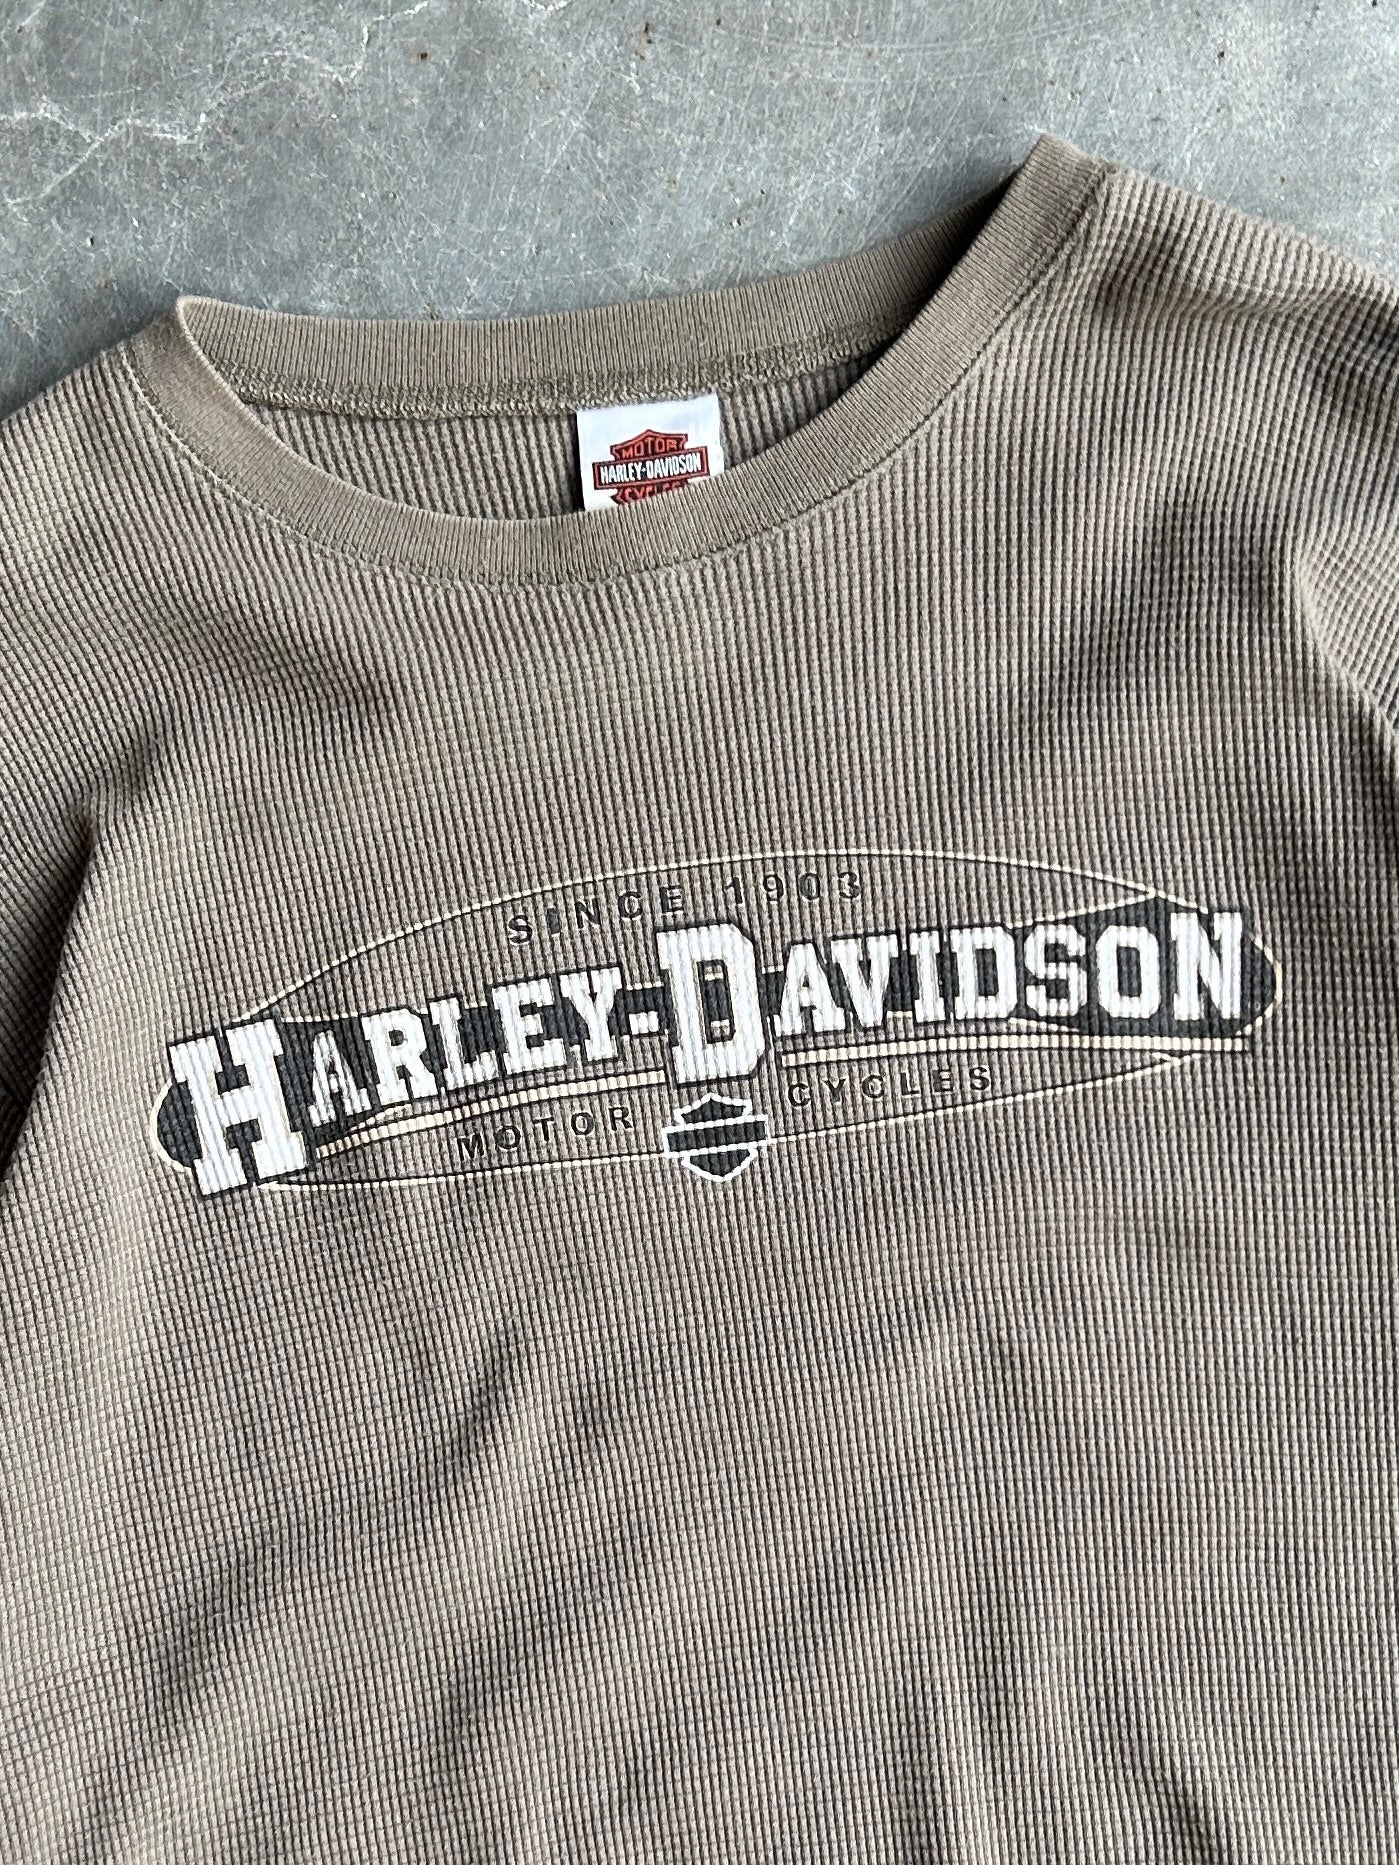 MOTOR
HARLEY-DAVIDSON
CYCLES
SINCE 1903
HARLEY-DAVIDSON
MOTOR CYCLES